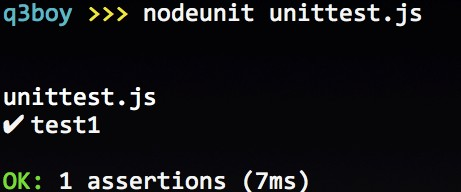 q3boy >>> nodeunit unittest.js
unittest.js
✔ test1
OK: 1 assertions (7ms)